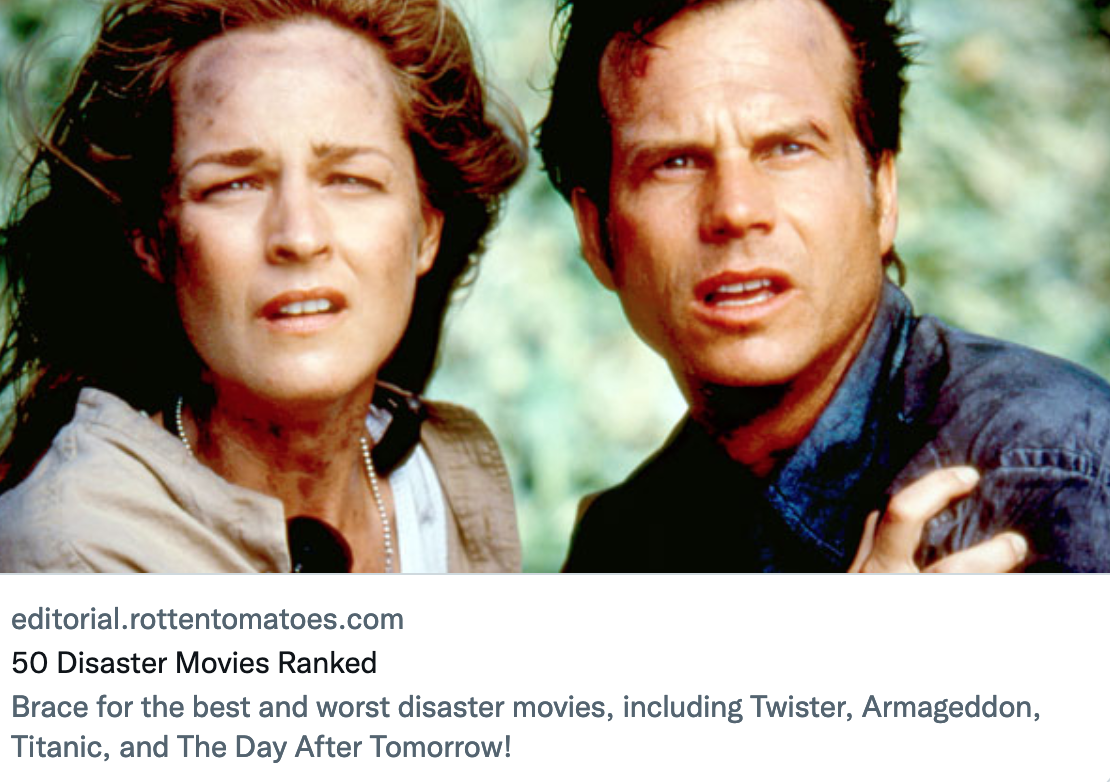 editorial.rottentomatoes.com
50 Disaster Movies Ranked
Brace for the best and worst disaster movies, including Twister, Armageddon,
Titanic, and The Day After Tomorrow!